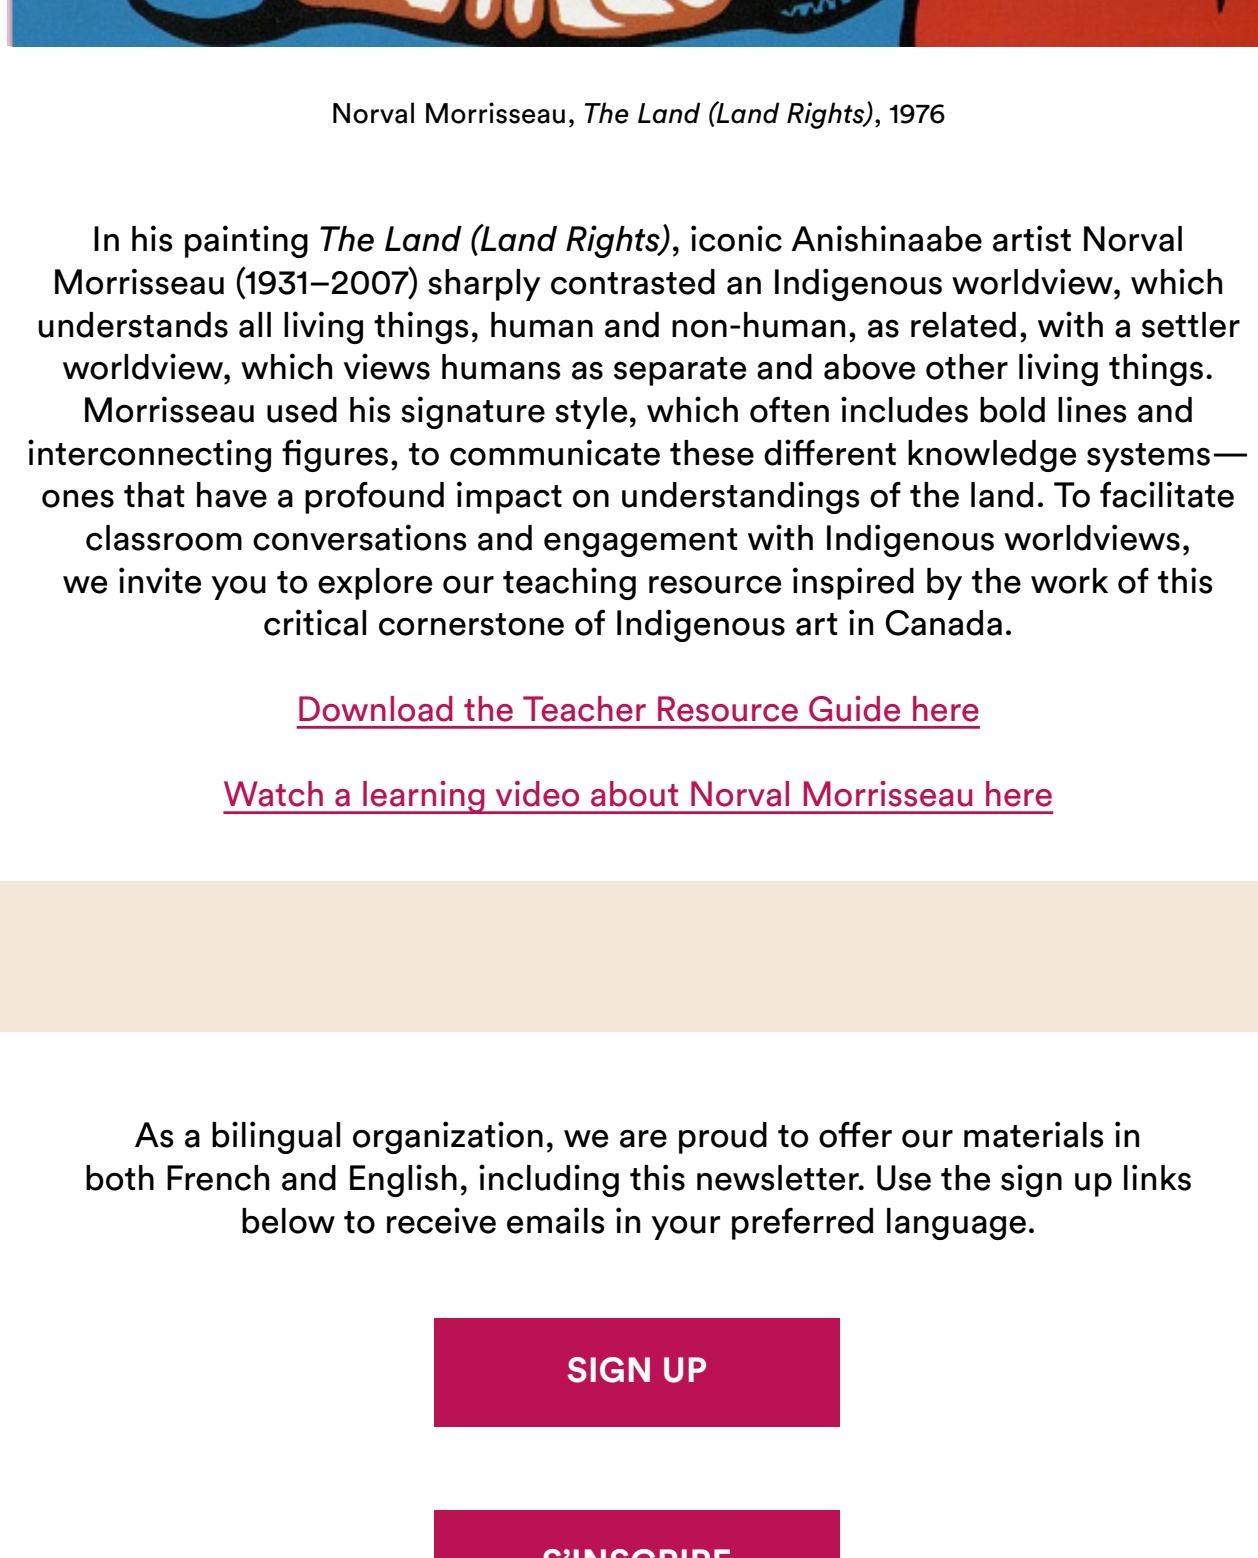 Norval Morrisseau, The Land (Land Rights), 1976
In his painting The Land (Land Rights), iconic Anishinaabe artist Norval
Morrisseau (1931–2007) sharply contrasted an Indigenous worldview, which
understands all living things, human and non-human, as related, with a settler
worldview, which views humans as separate and above other living things.
Morrisseau used his signature style, which often includes bold lines and
interconnecting figures, to communicate these different knowledge systems—
ones that have a profound impact on understandings of the land. To facilitate
classroom conversations and engagement with Indigenous worldviews,
we invite you to explore our teaching resource inspired by the work of this
critical cornerstone of Indigenous art in Canada.
Download the Teacher Resource Guide here
Watch a learning video about Norval Morrisseau here
As a bilingual organization, we are proud to offer our materials in
both French and English, including this newsletter. Use the sign up links
below to receive emails in your preferred language.
SIGN UP
S’INSCRIRE